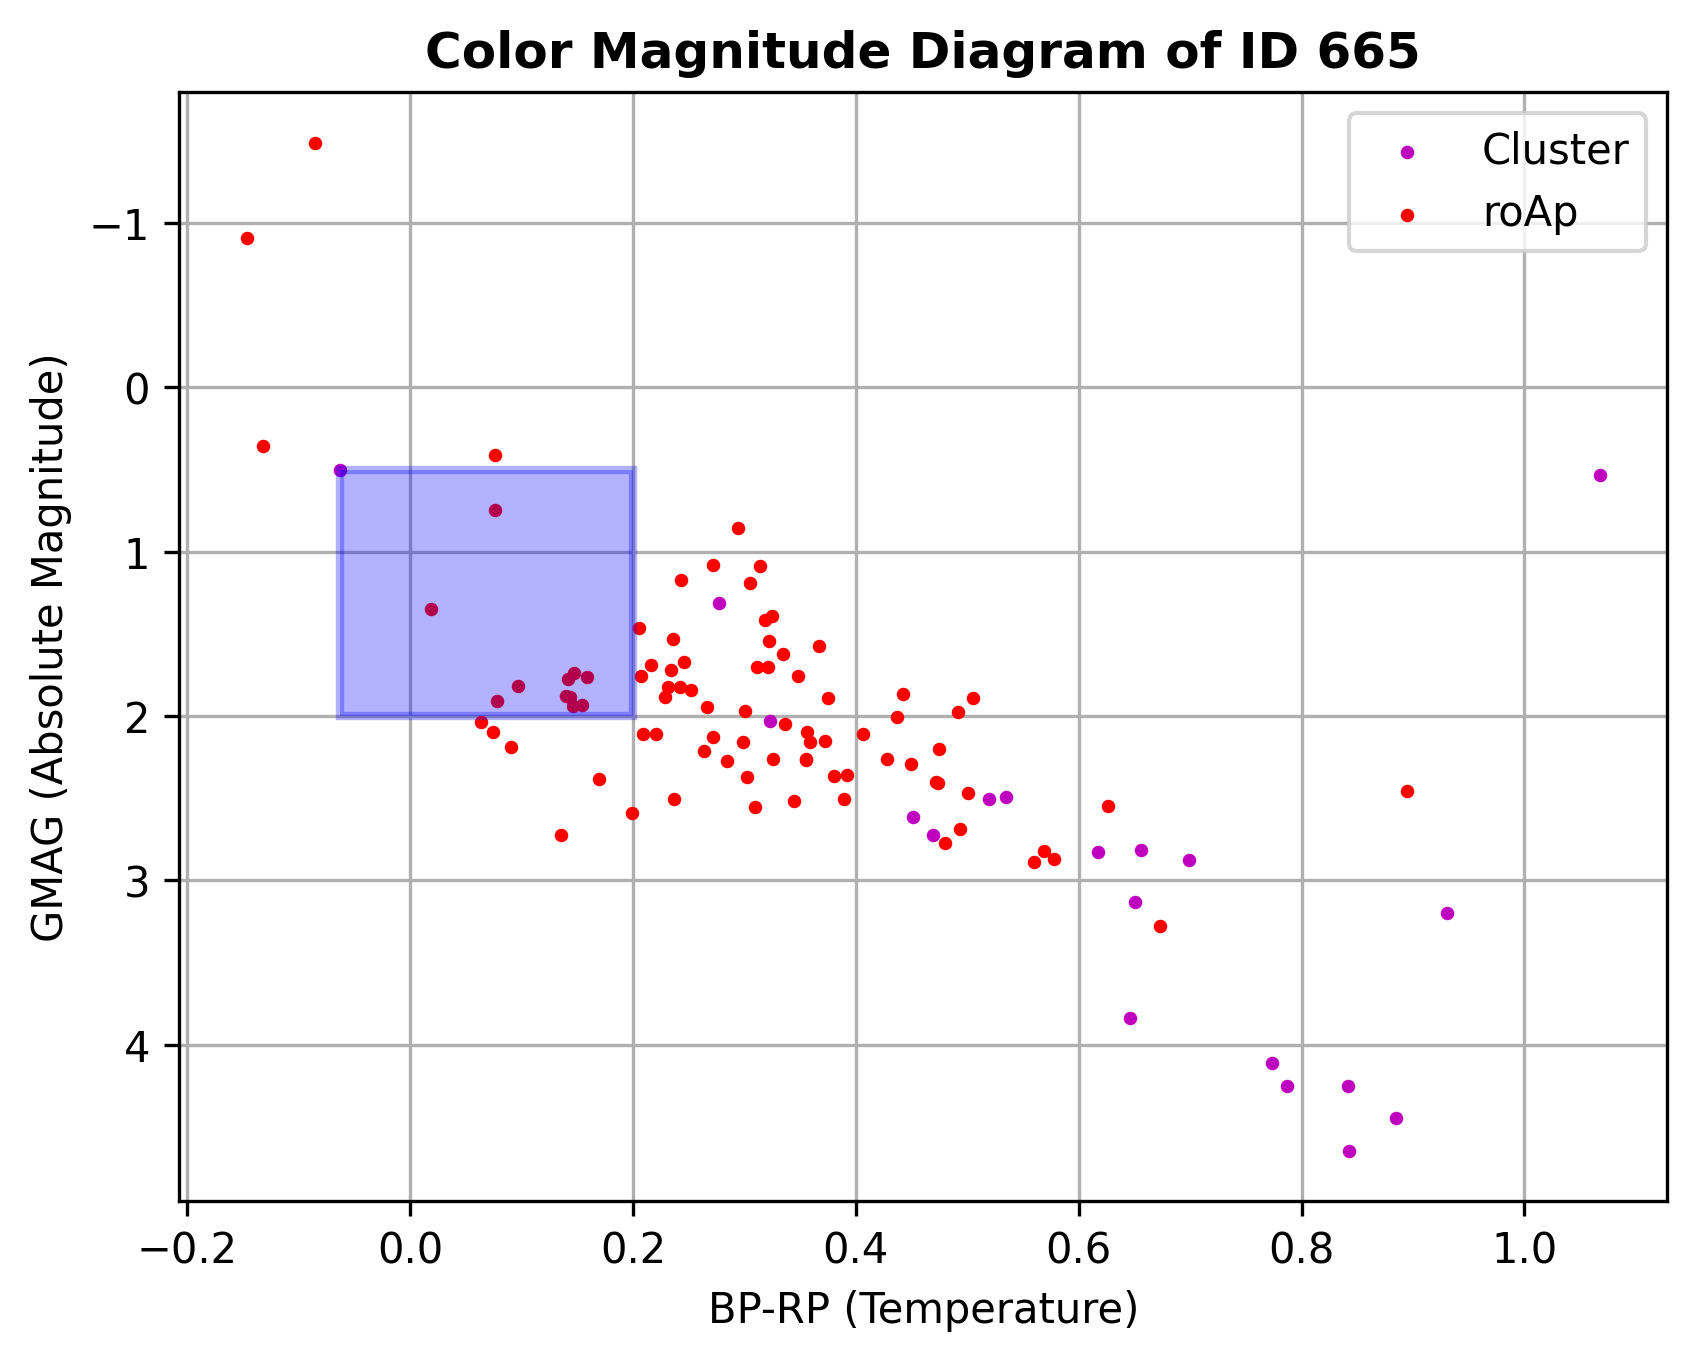 Color Magnitude Diagram of ID 665
Cluster
roAp
GMAG (Absolute Magnitude)
−1
0
1
2
3
4
−0.2 0.0 0.2 0.4 0.6 0.8 1.0
BP-RP (Temperature)